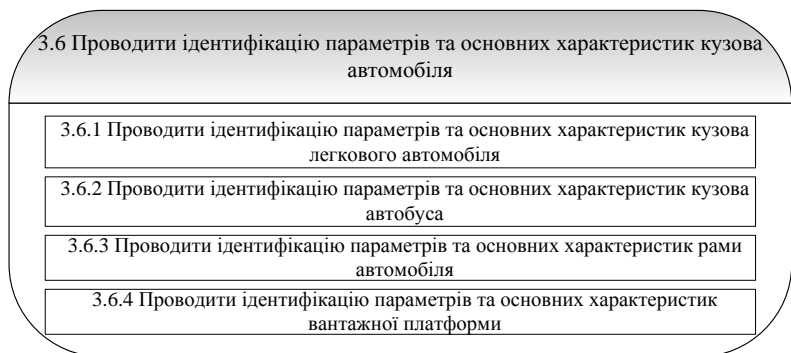 3.6 Проводити ідентифікацію параметрів та основних характеристик кузова
автомобіля
3.6.1 Проводити ідентифікацію параметрів та основних характеристик кузова
легкового автомобіля
3.6.2 Проводити ідентифікацію параметрів та основних характеристик кузова
автобуса
3.6.3 Проводити ідентифікацію параметрів та основних характеристик рами
автомобіля
3.6.4 Проводити ідентифікацію параметрів та основних характеристик
вантажної платформи